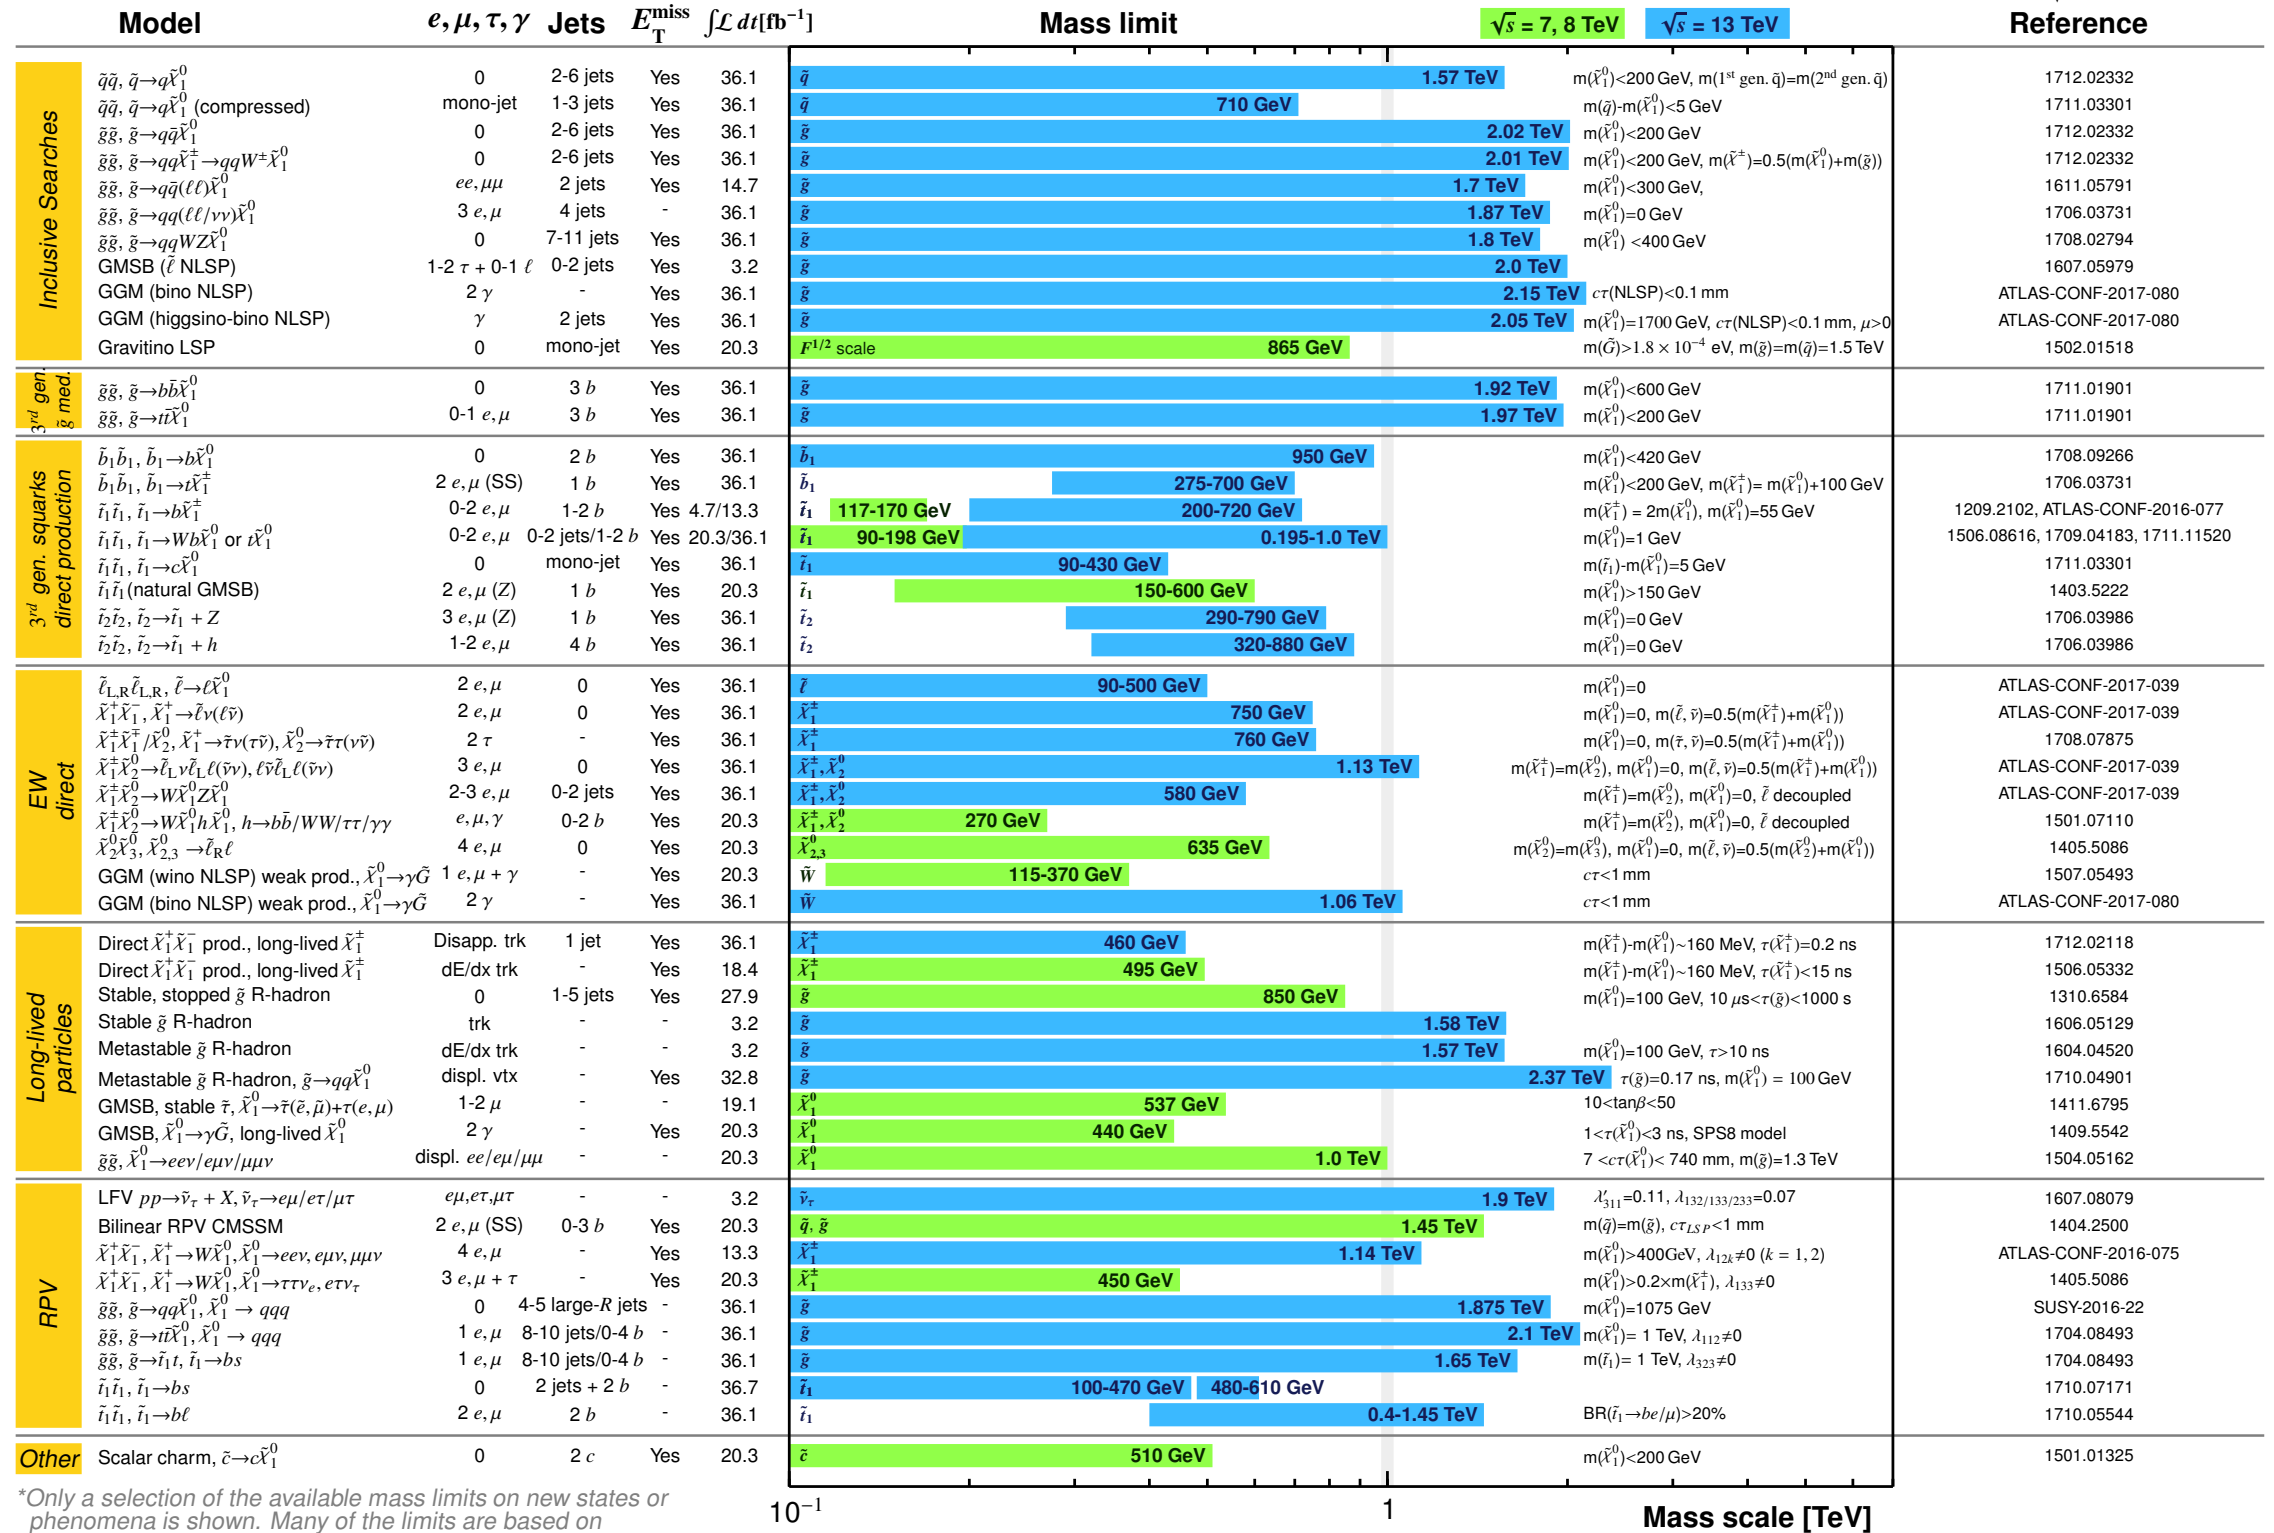 Model e, μ, τ, γ Jets E_T^miss ∫L dt[fb⁻¹] Mass limit √s = 7, 8 TeV √s = 13 TeV Reference
Inclusive Searches
q̃q̃, q̃→qχ̃₁⁰ 0 2-6 jets Yes 36.1 q̃ 1.57 TeV m(χ̃₁⁰)<200 GeV, m(1st gen. q̃)=m(2nd gen. q̃) 1712.02332
q̃q̃, q̃→qχ̃₁⁰ (compressed) mono-jet 1-3 jets Yes 36.1 q̃ 710 GeV m(q̃)-m(χ̃₁⁰)<5 GeV 1711.03301
g̃g̃, g̃→qq̄χ̃₁⁰ 0 2-6 jets Yes 36.1 g̃ 2.02 TeV m(χ̃₁⁰)<200 GeV 1712.02332
g̃g̃, g̃→qqχ̃₁±→qqW±χ̃₁⁰ 0 2-6 jets Yes 36.1 g̃ 2.01 TeV m(χ̃₁⁰)<200 GeV, m(χ̃±)=0.5(m(χ̃₁⁰)+m(g̃)) 1712.02332
g̃g̃, g̃→qq̄(ℓℓ)χ̃₁⁰ ee, μμ 2 jets Yes 14.7 g̃ 1.7 TeV m(χ̃₁⁰)<300 GeV, 1611.05791
g̃g̃, g̃→qq(ℓℓ/νν)χ̃₁⁰ 3 e, μ 4 jets - 36.1 g̃ 1.87 TeV m(χ̃₁⁰)=0 GeV 1706.03731
g̃g̃, g̃→qqWZχ̃₁⁰ 0 7-11 jets Yes 36.1 g̃ 1.8 TeV m(χ̃₁⁰) <400 GeV 1708.02794
GMSB (ℓ̃ NLSP) 1-2 τ + 0-1 ℓ 0-2 jets Yes 3.2 g̃ 2.0 TeV 1607.05979
GGM (bino NLSP) 2 γ - Yes 36.1 g̃ 2.15 TeV cτ(NLSP)<0.1 mm ATLAS-CONF-2017-080
GGM (higgsino-bino NLSP) γ 2 jets Yes 36.1 g̃ 2.05 TeV m(χ̃₁⁰)=1700 GeV, cτ(NLSP)<0.1 mm, μ>0 ATLAS-CONF-2017-080
Gravitino LSP 0 mono-jet Yes 20.3 F^1/2 scale 865 GeV m(G̃)>1.8 × 10⁻⁴ eV, m(g̃)=m(q̃)=1.5 TeV 1502.01518
3rd gen. g̃ med.
g̃g̃, g̃→bb̄χ̃₁⁰ 0 3 b Yes 36.1 g̃ 1.92 TeV m(χ̃₁⁰)<600 GeV 1711.01901
g̃g̃, g̃→tt̄χ̃₁⁰ 0-1 e, μ 3 b Yes 36.1 g̃ 1.97 TeV m(χ̃₁⁰)<200 GeV 1711.01901
3rd gen. squarks direct production
b̃₁b̃₁, b̃₁→bχ̃₁⁰ 0 2 b Yes 36.1 b̃₁ 950 GeV m(χ̃₁⁰)<420 GeV 1708.09266
b̃₁b̃₁, b̃₁→tχ̃₁± 2 e, μ (SS) 1 b Yes 36.1 b̃₁ 275-700 GeV m(χ̃₁⁰)<200 GeV, m(χ̃₁±)= m(χ̃₁⁰)+100 GeV 1706.03731
t̃₁t̃₁, t̃₁→bχ̃₁± 0-2 e, μ 1-2 b Yes 4.7/13.3 t̃₁ 117-170 GeV 200-720 GeV m(χ̃₁±) = 2m(χ̃₁⁰), m(χ̃₁⁰)=55 GeV 1209.2102, ATLAS-CONF-2016-077
t̃₁t̃₁, t̃₁→Wbχ̃₁⁰ or tχ̃₁⁰ 0-2 e, μ 0-2 jets/1-2 b Yes 20.3/36.1 t̃₁ 90-198 GeV 0.195-1.0 TeV m(χ̃₁⁰)=1 GeV 1506.08616, 1709.04183, 1711.11520
t̃₁t̃₁, t̃₁→cχ̃₁⁰ 0 mono-jet Yes 36.1 t̃₁ 90-430 GeV m(t̃₁)-m(χ̃₁⁰)=5 GeV 1711.03301
t̃₁t̃₁(natural GMSB) 2 e, μ (Z) 1 b Yes 20.3 t̃₁ 150-600 GeV m(χ̃₁⁰)>150 GeV 1403.5222
t̃₂t̃₂, t̃₂→t̃₁ + Z 3 e, μ (Z) 1 b Yes 36.1 t̃₂ 290-790 GeV m(χ̃₁⁰)=0 GeV 1706.03986
t̃₂t̃₂, t̃₂→t̃₁ + h 1-2 e, μ 4 b Yes 36.1 t̃₂ 320-880 GeV m(χ̃₁⁰)=0 GeV 1706.03986
EW direct
ℓ̃L,Rℓ̃L,R, ℓ̃→ℓχ̃₁⁰ 2 e, μ 0 Yes 36.1 ℓ̃ 90-500 GeV m(χ̃₁⁰)=0 ATLAS-CONF-2017-039
χ̃₁⁺χ̃₁⁻, χ̃₁⁺→ℓ̃ν(ℓν̃) 2 e, μ 0 Yes 36.1 χ̃₁± 750 GeV m(χ̃₁⁰)=0, m(ℓ̃, ν̃)=0.5(m(χ̃₁±)+m(χ̃₁⁰)) ATLAS-CONF-2017-039
χ̃₁±χ̃₁∓/χ̃₂⁰, χ̃₁⁺→τ̃ν(τν̃), χ̃₂⁰→τ̃τ(νν̃) 2 τ - Yes 36.1 χ̃₁± 760 GeV m(χ̃₁⁰)=0, m(τ̃, ν̃)=0.5(m(χ̃₁±)+m(χ̃₁⁰)) 1708.07875
χ̃₁±χ̃₂⁰→ℓ̃Lνℓ̃Lℓ(ν̃ν), ℓν̃ℓ̃Lℓ(ν̃ν) 3 e, μ 0 Yes 36.1 χ̃₁±, χ̃₂⁰ 1.13 TeV m(χ̃₁±)=m(χ̃₂⁰), m(χ̃₁⁰)=0, m(ℓ̃, ν̃)=0.5(m(χ̃₁±)+m(χ̃₁⁰)) ATLAS-CONF-2017-039
χ̃₁±χ̃₂⁰→Wχ̃₁⁰Zχ̃₁⁰ 2-3 e, μ 0-2 jets Yes 36.1 χ̃₁±, χ̃₂⁰ 580 GeV m(χ̃₁±)=m(χ̃₂⁰), m(χ̃₁⁰)=0, ℓ̃ decoupled ATLAS-CONF-2017-039
χ̃₁±χ̃₂⁰→Wχ̃₁⁰hχ̃₁⁰, h→bb̄/WW/ττ/γγ e, μ, γ 0-2 b Yes 20.3 χ̃₁±, χ̃₂⁰ 270 GeV m(χ̃₁±)=m(χ̃₂⁰), m(χ̃₁⁰)=0, ℓ̃ decoupled 1501.07110
χ̃₂⁰χ̃₃⁰, χ̃₂,₃⁰ →ℓ̃Rℓ 4 e, μ 0 Yes 20.3 χ̃₂,₃⁰ 635 GeV m(χ̃₂⁰)=m(χ̃₃⁰), m(χ̃₁⁰)=0, m(ℓ̃, ν̃)=0.5(m(χ̃₂⁰)+m(χ̃₁⁰)) 1405.5086
GGM (wino NLSP) weak prod., χ̃₁⁰→γG̃ 1 e, μ + γ - Yes 20.3 W̃ 115-370 GeV cτ<1 mm 1507.05493
GGM (bino NLSP) weak prod., χ̃₁⁰→γG̃ 2 γ - Yes 36.1 W̃ 1.06 TeV cτ<1 mm ATLAS-CONF-2017-080
Long-lived particles
Direct χ̃₁⁺χ̃₁⁻ prod., long-lived χ̃₁± Disapp. trk 1 jet Yes 36.1 χ̃₁± 460 GeV m(χ̃₁±)-m(χ̃₁⁰)~160 MeV, τ(χ̃₁±)=0.2 ns 1712.02118
Direct χ̃₁⁺χ̃₁⁻ prod., long-lived χ̃₁± dE/dx trk - Yes 18.4 χ̃₁± 495 GeV m(χ̃₁±)-m(χ̃₁⁰)~160 MeV, τ(χ̃₁±)<15 ns 1506.05332
Stable, stopped g̃ R-hadron 0 1-5 jets Yes 27.9 g̃ 850 GeV m(χ̃₁⁰)=100 GeV, 10 μs<τ(g̃)<1000 s 1310.6584
Stable g̃ R-hadron trk - - 3.2 g̃ 1.58 TeV 1606.05129
Metastable g̃ R-hadron dE/dx trk - - 3.2 g̃ 1.57 TeV m(χ̃₁⁰)=100 GeV, τ>10 ns 1604.04520
Metastable g̃ R-hadron, g̃→qqχ̃₁⁰ displ. vtx - Yes 32.8 g̃ 2.37 TeV τ(g̃)=0.17 ns, m(χ̃₁⁰) = 100 GeV 1710.04901
GMSB, stable τ̃, χ̃₁⁰→τ̃(ẽ, μ̃)+τ(e, μ) 1-2 μ - - 19.1 χ̃₁⁰ 537 GeV 10<tanβ<50 1411.6795
GMSB, χ̃₁⁰→γG̃, long-lived χ̃₁⁰ 2 γ - Yes 20.3 χ̃₁⁰ 440 GeV 1<τ(χ̃₁⁰)<3 ns, SPS8 model 1409.5542
g̃g̃, χ̃₁⁰→eeν/eμν/μμν displ. ee/eμ/μμ - - 20.3 χ̃₁⁰ 1.0 TeV 7 <cτ(χ̃₁⁰)< 740 mm, m(g̃)=1.3 TeV 1504.05162
RPV
LFV pp→ν̃τ + X, ν̃τ→eμ/eτ/μτ eμ,eτ,μτ - - 3.2 ν̃τ 1.9 TeV λ′₃₁₁=0.11, λ₁₃₂/₁₃₃/₂₃₃=0.07 1607.08079
Bilinear RPV CMSSM 2 e, μ (SS) 0-3 b Yes 20.3 q̃, g̃ 1.45 TeV m(q̃)=m(g̃), cτLSP<1 mm 1404.2500
χ̃₁⁺χ̃₁⁻, χ̃₁⁺→Wχ̃₁⁰, χ̃₁⁰→eeν, eμν, μμν 4 e, μ - Yes 13.3 χ̃₁± 1.14 TeV m(χ̃₁⁰)>400GeV, λ₁₂ₖ≠0 (k = 1, 2) ATLAS-CONF-2016-075
χ̃₁⁺χ̃₁⁻, χ̃₁⁺→Wχ̃₁⁰, χ̃₁⁰→ττνₑ, eτντ 3 e, μ + τ - Yes 20.3 χ̃₁± 450 GeV m(χ̃₁⁰)>0.2×m(χ̃₁±), λ₁₃₃≠0 1405.5086
g̃g̃, g̃→qqχ̃₁⁰, χ̃₁⁰ → qqq 0 4-5 large-R jets - 36.1 g̃ 1.875 TeV m(χ̃₁⁰)=1075 GeV SUSY-2016-22
g̃g̃, g̃→tt̄χ̃₁⁰, χ̃₁⁰ → qqq 1 e, μ 8-10 jets/0-4 b - 36.1 g̃ 2.1 TeV m(χ̃₁⁰)= 1 TeV, λ₁₁₂≠0 1704.08493
g̃g̃, g̃→t̃₁t, t̃₁→bs 1 e, μ 8-10 jets/0-4 b - 36.1 g̃ 1.65 TeV m(t̃₁)= 1 TeV, λ₃₂₃≠0 1704.08493
t̃₁t̃₁, t̃₁→bs 0 2 jets + 2 b - 36.7 t̃₁ 100-470 GeV 480-610 GeV 1710.07171
t̃₁t̃₁, t̃₁→bℓ 2 e, μ 2 b - 36.1 t̃₁ 0.4-1.45 TeV BR(t̃₁→be/μ)>20% 1710.05544
Other
Scalar charm, c̃→cχ̃₁⁰ 0 2 c Yes 20.3 c̃ 510 GeV m(χ̃₁⁰)<200 GeV 1501.01325
10⁻¹ 1 Mass scale [TeV]
*Only a selection of the available mass limits on new states or
phenomena is shown. Many of the limits are based on